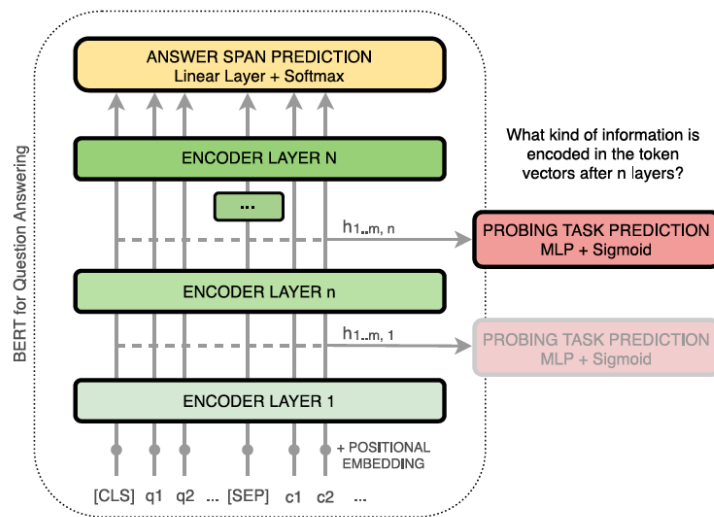 BERT for Question Answering
ANSWER SPAN PREDICTION
Linear Layer + Softmax
ENCODER LAYER N
What kind of information is
encoded in the token
vectors after n layers?
...
h1..m, n
PROBING TASK PREDICTION
MLP + Sigmoid
ENCODER LAYER n
h1..m, 1
PROBING TASK PREDICTION
MLP + Sigmoid
ENCODER LAYER 1
+ POSITIONAL
EMBEDDING
[CLS] q1 q2 ... [SEP] c1 c2 ...